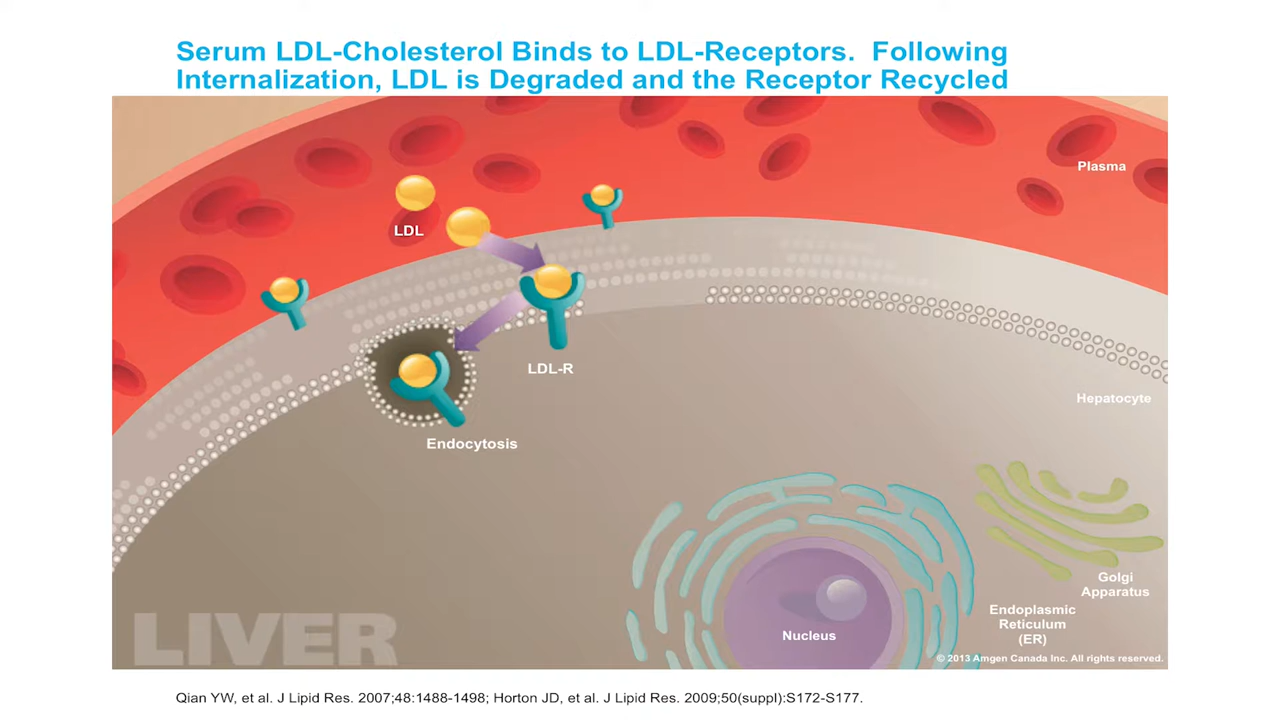 Serum LDL-Cholesterol Binds to LDL-Receptors. Following
Internalization, LDL is Degraded and the Receptor Recycled
Plasma
LDL
LDL-R
Hepatocyte
Endocytosis
Golgi
Apparatus
Endoplasmic
Reticulum
(ER)
Nucleus
LIVER
© 2013 Amgen Canada Inc. All rights reserved.
Qian YW, et al. J Lipid Res. 2007;48:1488-1498; Horton JD, et al. J Lipid Res. 2009;50(suppl):S172-S177.